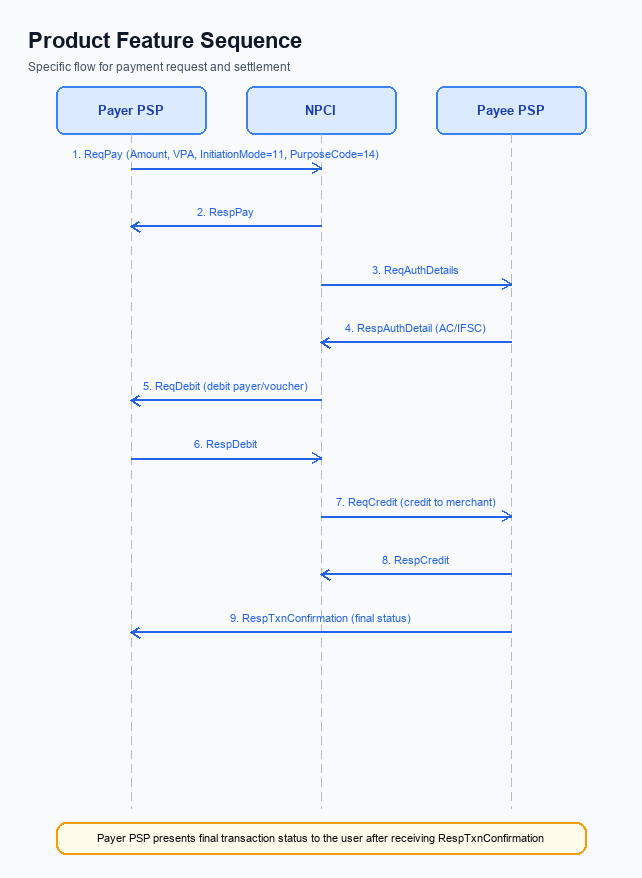 Product Feature Sequence
Specific flow for payment request and settlement
Payer PSP
NPCI
Payee PSP
1. ReqPay (Amount, VPA, InitiationMode=11, PurposeCode=14)
2. RespPay
3. ReqAuthDetails
4. RespAuthDetail (AC/IFSC)
5. ReqDebit (debit payer/voucher)
6. RespDebit
7. ReqCredit (credit to merchant)
8. RespCredit
9. RespTxnConfirmation (final status)
Payer PSP presents final transaction status to the user after receiving RespTxnConfirmation